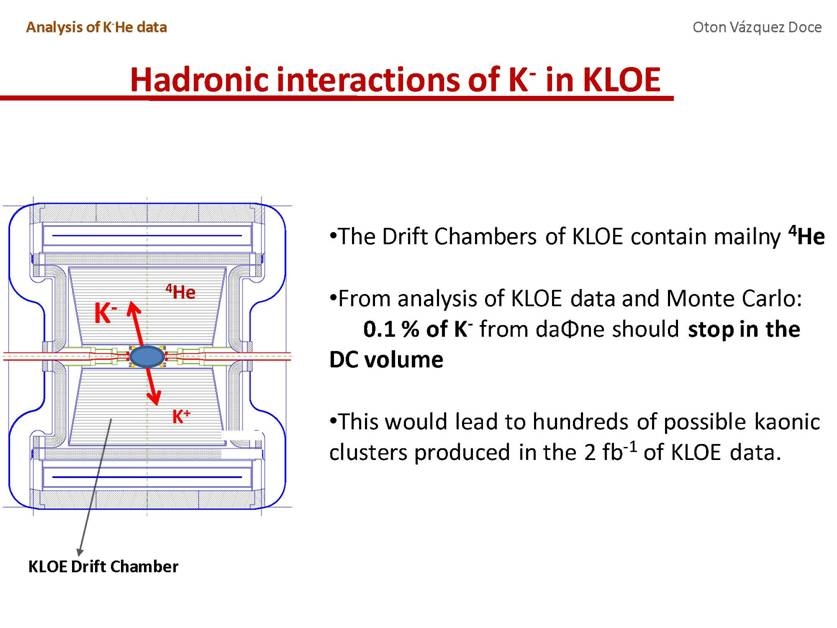 Analysis of K⁻He data
Oton Vázquez Doce
Hadronic interactions of K⁻ in KLOE
•The Drift Chambers of KLOE contain mailny ⁴He
•From analysis of KLOE data and Monte Carlo:
0.1 % of K⁻ from daΦne should stop in the
DC volume
•This would lead to hundreds of possible kaonic
clusters produced in the 2 fb⁻¹ of KLOE data.
⁴He
K⁻
K⁺
KLOE Drift Chamber